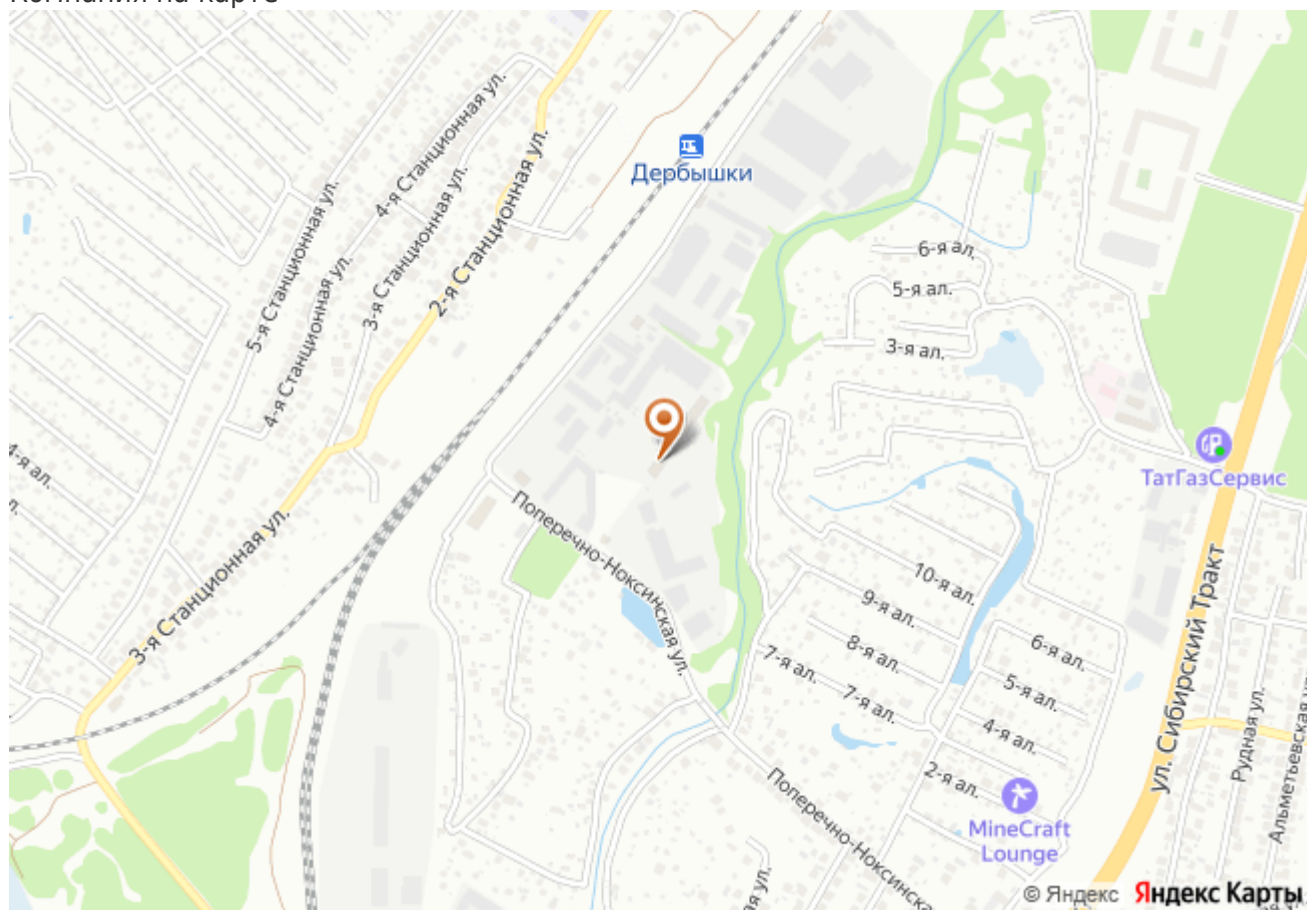 Компания на карте
4-я Станционная ул.
5-я Станционная ул.
3-я Станционная ул.
2-я Станционная ул.
4-я Станционная ул.
Дербышки
6-я ал.
5-я ал.
3-я ал.
4-я ал.
3-я Станционная ул.
ТатГазСервис
Поперечно-Ноксинская ул.
10-я ал.
9-я ал.
8-я ал.
7-я ал.
7-я ал.
6-я ал.
5-я ал.
4-я ал.
2-я ал.
ул. Сибирский Тракт
Рудная ул.
Альметьевская
MineCraft
Lounge
Поперечно-Ноксинская
ул.
© Яндекс Яндекс Карты